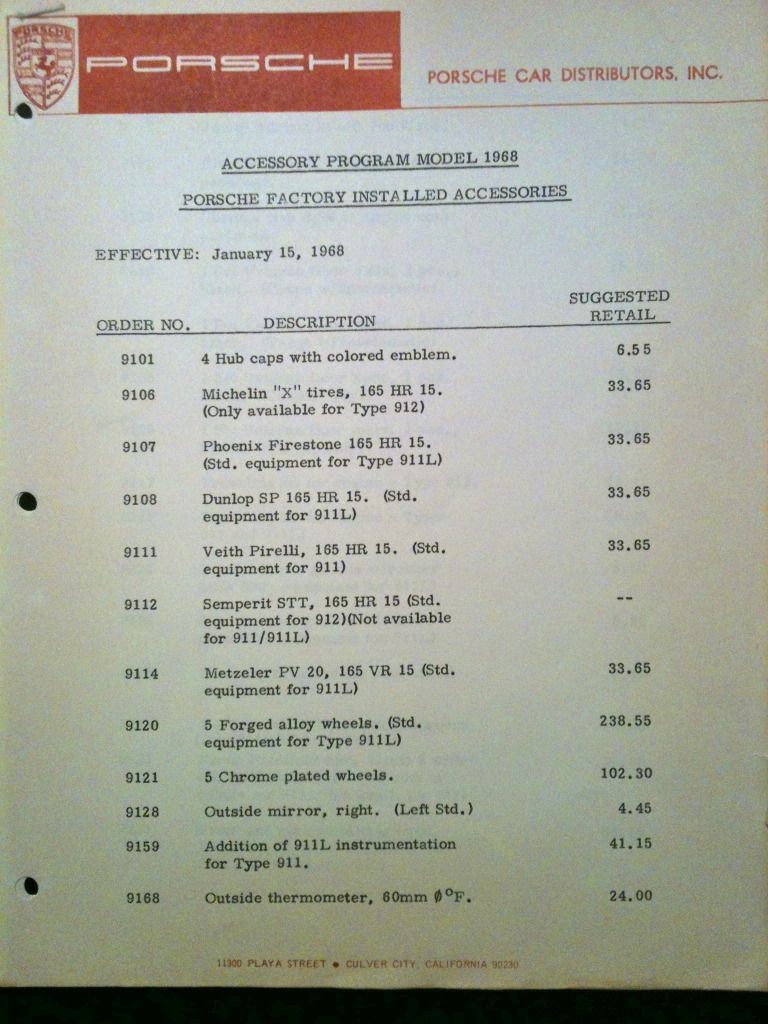 PORSCHE
PORSCHE
PORSCHE CAR DISTRIBUTORS, INC.
ACCESSORY PROGRAM MODEL 1968
PORSCHE FACTORY INSTALLED ACCESSORIES
EFFECTIVE: January 15, 1968
SUGGESTED
ORDER NO. DESCRIPTION RETAIL
9101 4 Hub caps with colored emblem. 6.55
9106 Michelin "X" tires, 165 HR 15. 33.65
(Only available for Type 912)
9107 Phoenix Firestone 165 HR 15. 33.65
(Std. equipment for Type 911L)
9108 Dunlop SP 165 HR 15. (Std. 33.65
equipment for 911L)
9111 Veith Pirelli, 165 HR 15. (Std. 33.65
equipment for 911)
9112 Semperit STT, 165 HR 15 (Std. --
equipment for 912)(Not available
for 911/911L)
9114 Metzeler PV 20, 165 VR 15 (Std. 33.65
equipment for 911L)
9120 5 Forged alloy wheels. (Std. 238.55
equipment for Type 911L)
9121 5 Chrome plated wheels. 102.30
9128 Outside mirror, right. (Left Std.) 4.45
9159 Addition of 911L instrumentation 41.15
for Type 911.
9168 Outside thermometer, 60mm Ø °F. 24.00
11300 PLAYA STREET ● CULVER CITY, CALIFORNIA 90230